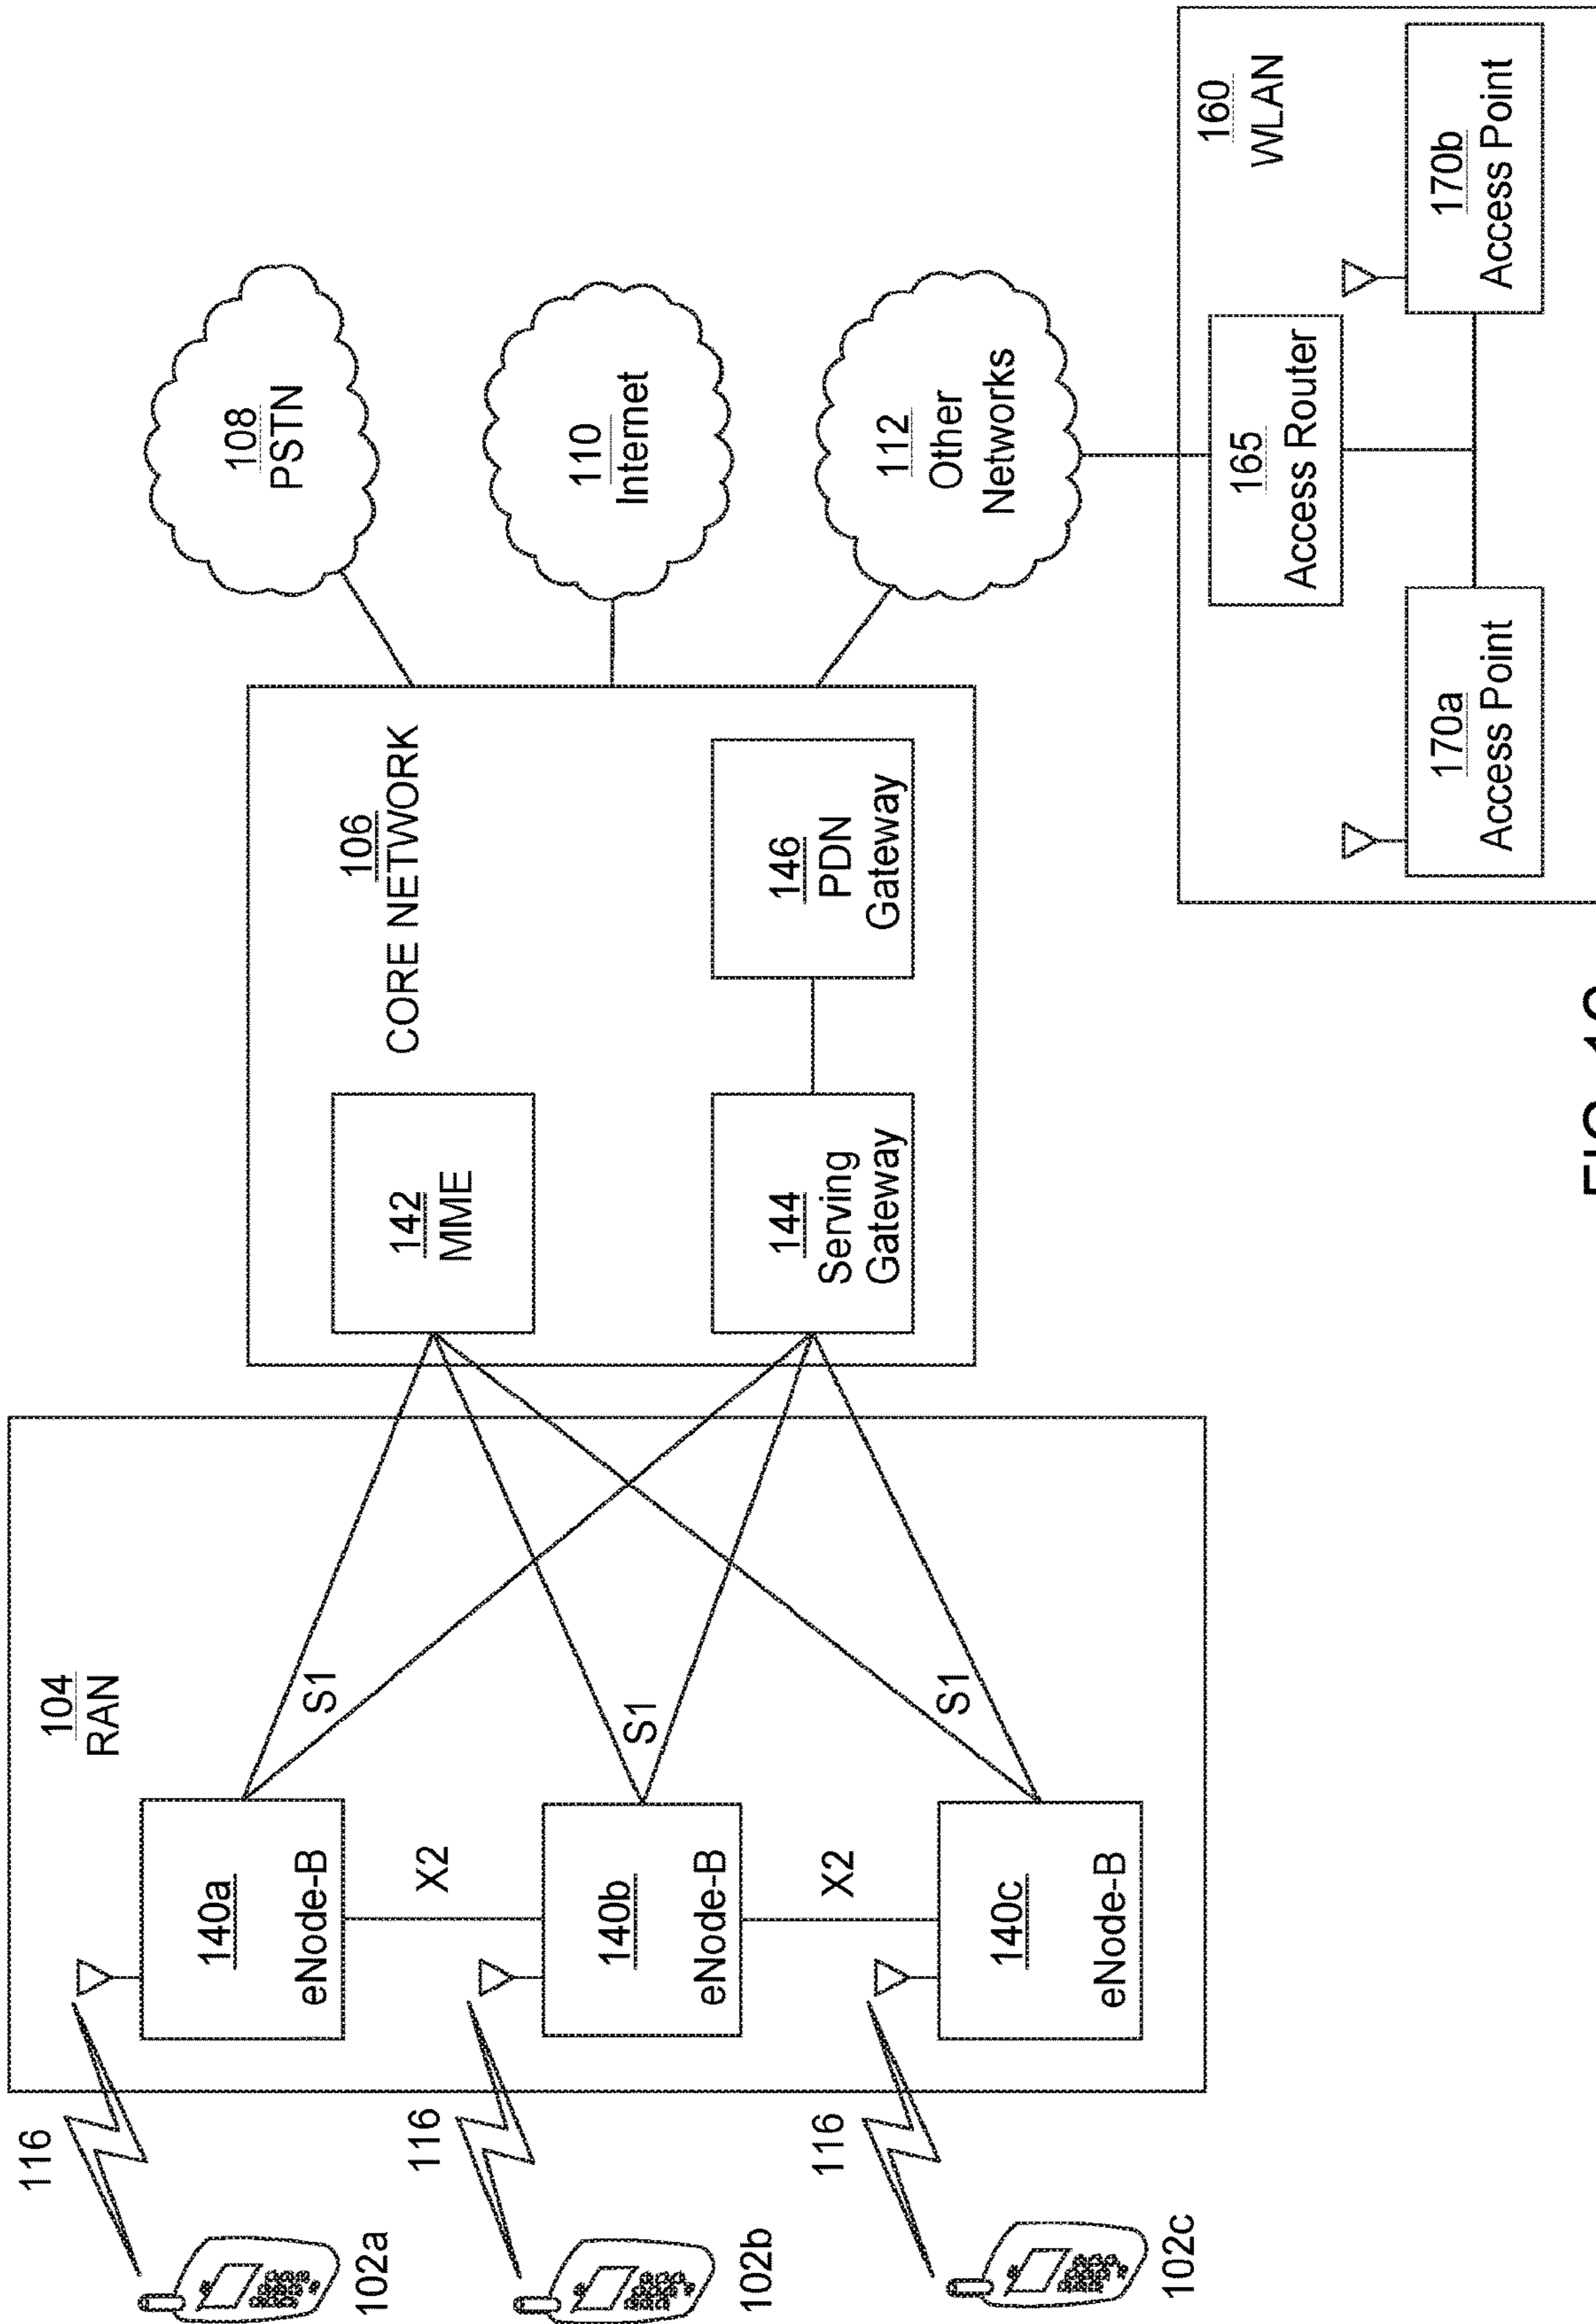 116
104
RAN
140a
eNode-B
102a
S1
X2
116
140b
eNode-B
102b
S1
X2
116
140c
eNode-B
102c
S1
106
CORE NETWORK
142
MME
144
Serving
Gateway
146
PDN
Gateway
108
PSTN
110
Internet
112
Other
Networks
160
WLAN
165
Access Router
170a
Access Point
170b
Access Point
FIG